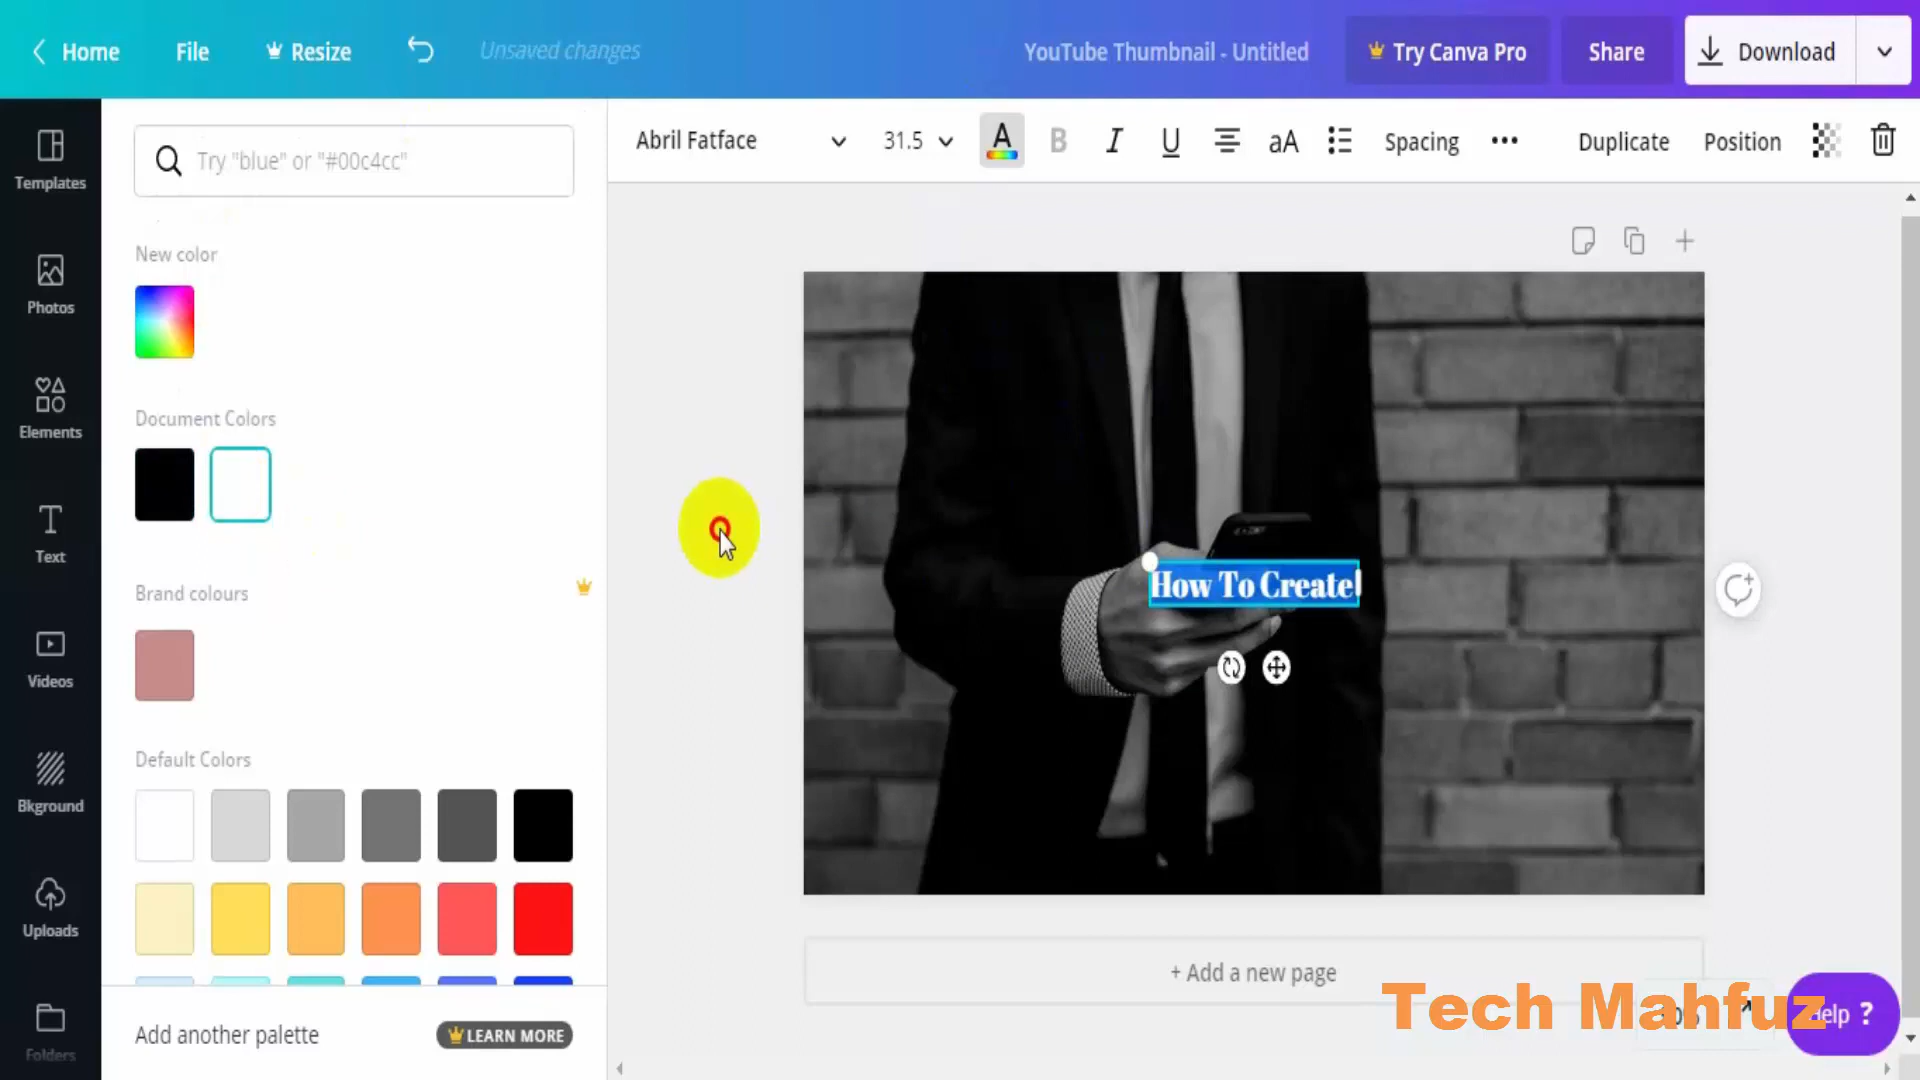 Home File Resize Unsaved changes YouTube Thumbnail - Untitled Try Canva Pro Share Download
Templates
Photos
Elements
Text
Videos
Bkground
Uploads
Folders
Try "blue" or "#00c4cc"
New color
Document Colors
Brand colours
Default Colors
Add another palette LEARN MORE
Abril Fatface 31.5 A B I U aA Spacing ••• Duplicate Position
How To Create
+ Add a new page
Tech Mahfuz
Help ?